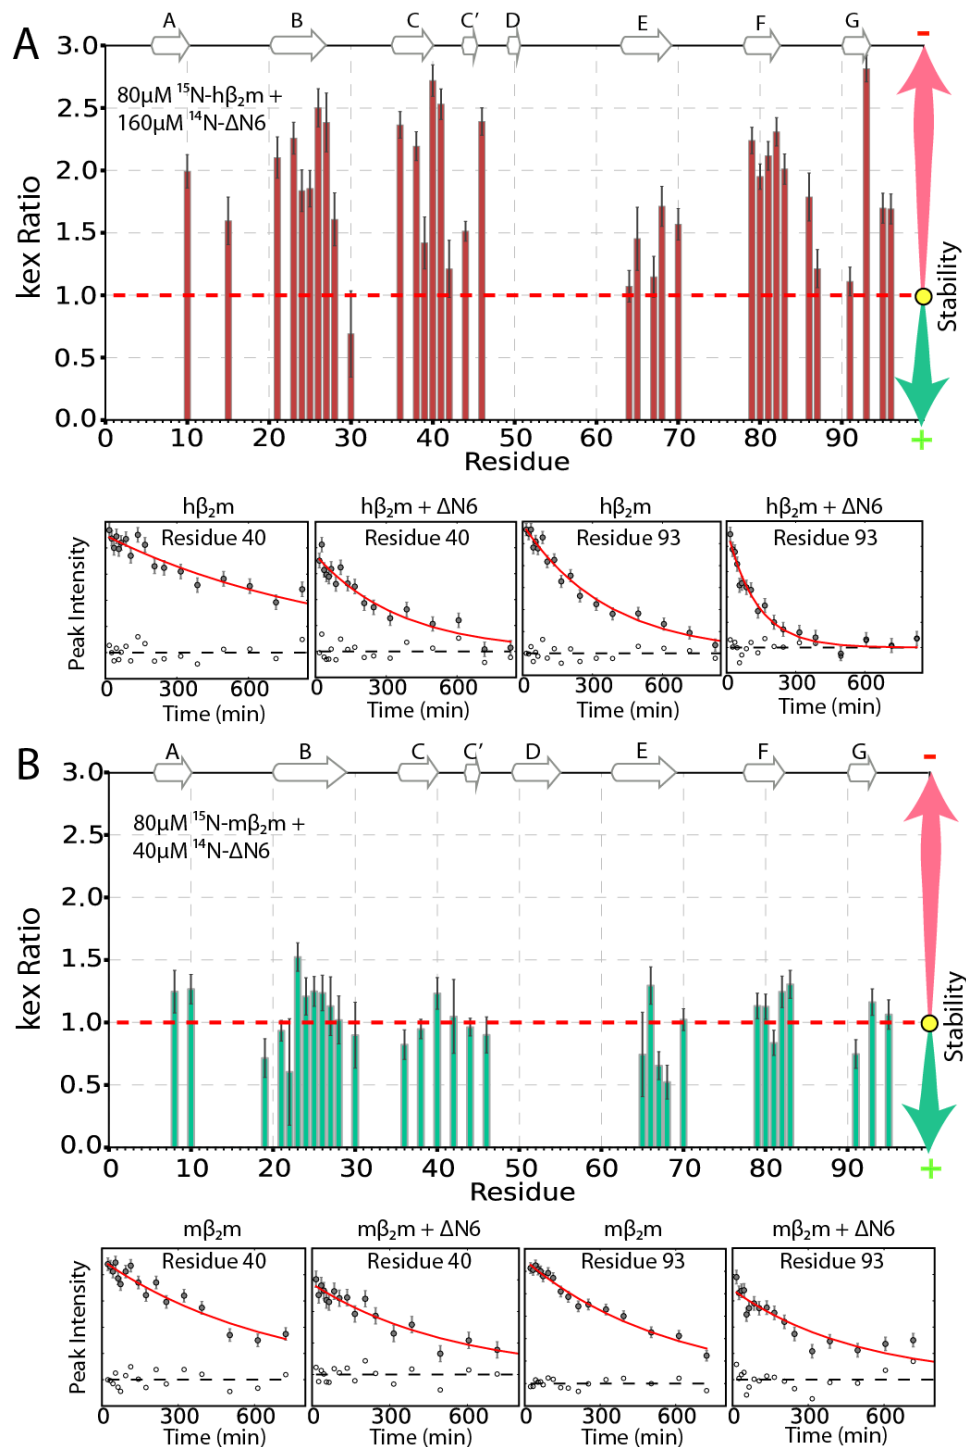 A
A B C C′ D E F G
-
3.0
80μM ¹⁵N-hβ₂m +
160μM ¹⁴N-ΔN6
2.5
2.0
1.5
1.0
0.5
0.0
kex Ratio
Stability
+
0 10 20 30 40 50 60 70 80 90
Residue
hβ₂m hβ₂m + ΔN6 hβ₂m hβ₂m + ΔN6
Residue 40 Residue 40 Residue 93 Residue 93
Peak Intensity
0 300 600 0 300 600 0 300 600 0 300 600
Time (min) Time (min) Time (min) Time (min)
B
A B C C′ D E F G
-
3.0
80μM ¹⁵N-mβ₂m +
40μM ¹⁴N-ΔN6
2.5
2.0
1.5
1.0
0.5
0.0
kex Ratio
Stability
+
0 10 20 30 40 50 60 70 80 90
Residue
mβ₂m mβ₂m + ΔN6 mβ₂m mβ₂m + ΔN6
Residue 40 Residue 40 Residue 93 Residue 93
Peak Intensity
0 300 600 0 300 600 0 300 600 0 300 600
Time (min) Time (min) Time (min) Time (min)